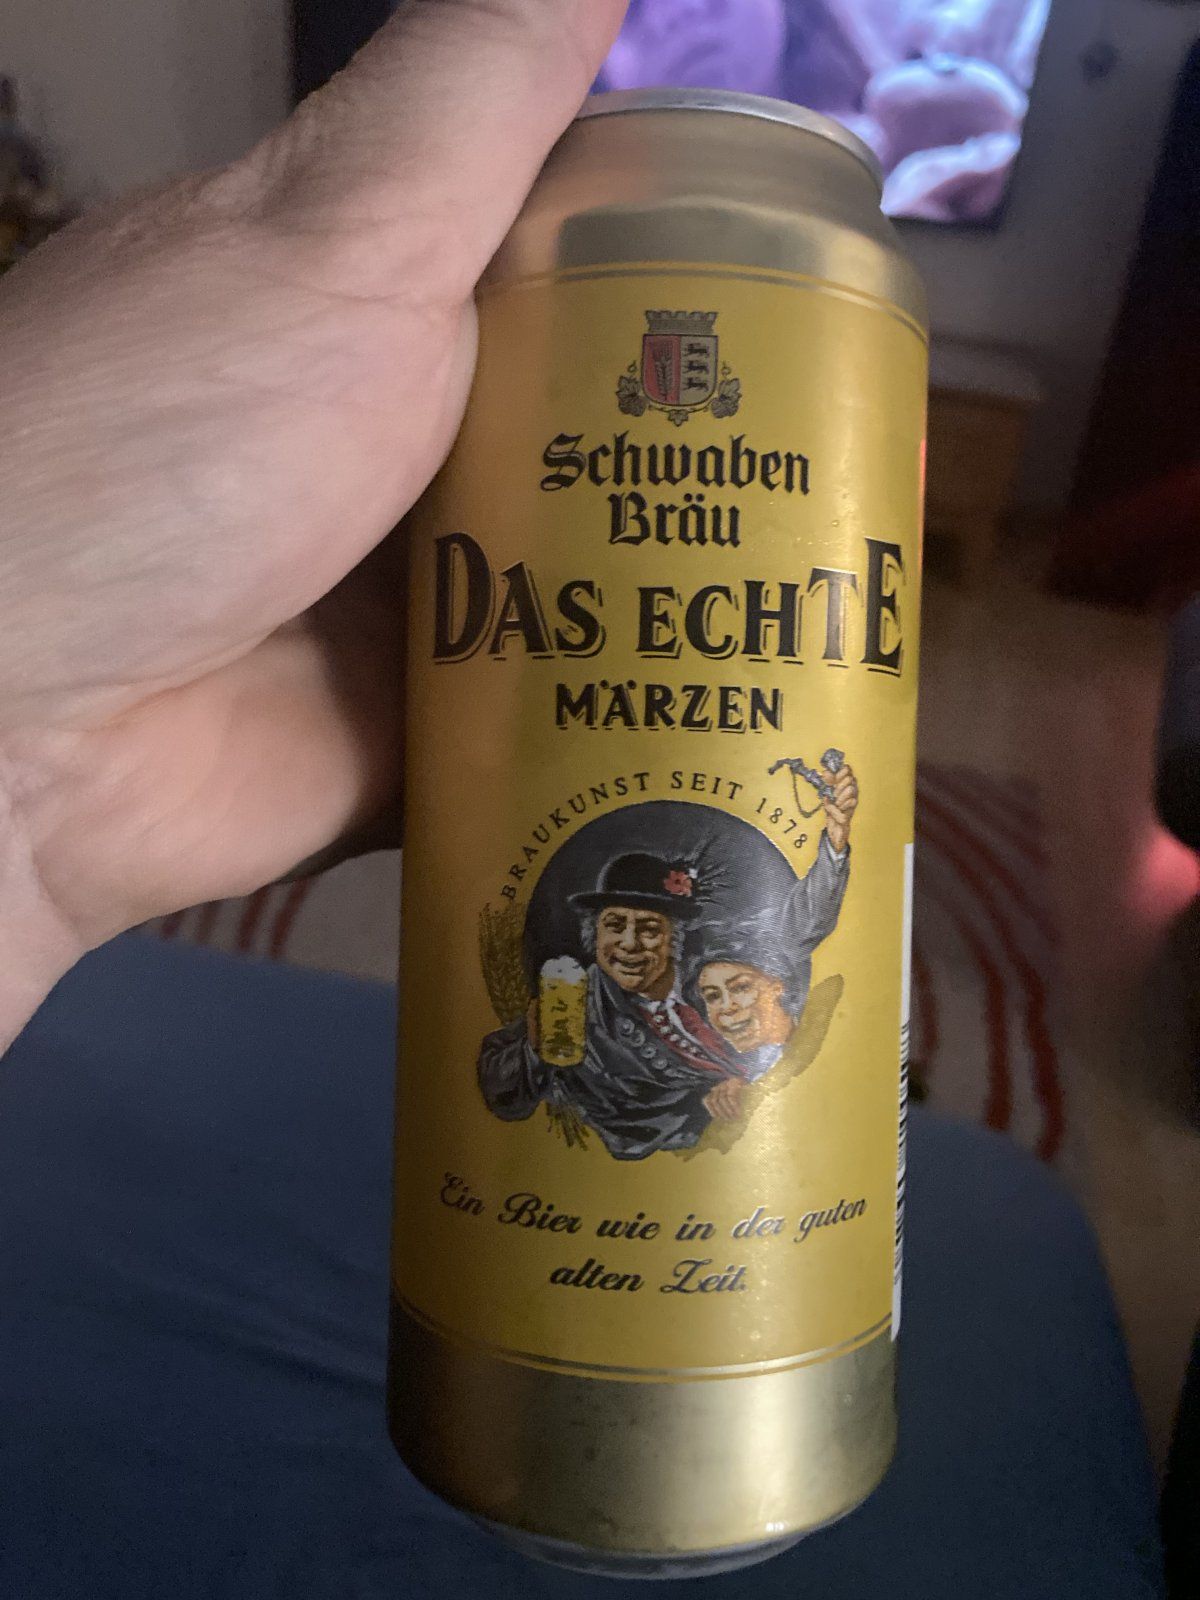 Schwaben
Bräu
DAS ECHTE
MÄRZEN
BRAUKUNST SEIT 1878
Ein Bier wie in der guten
alten Zeit.